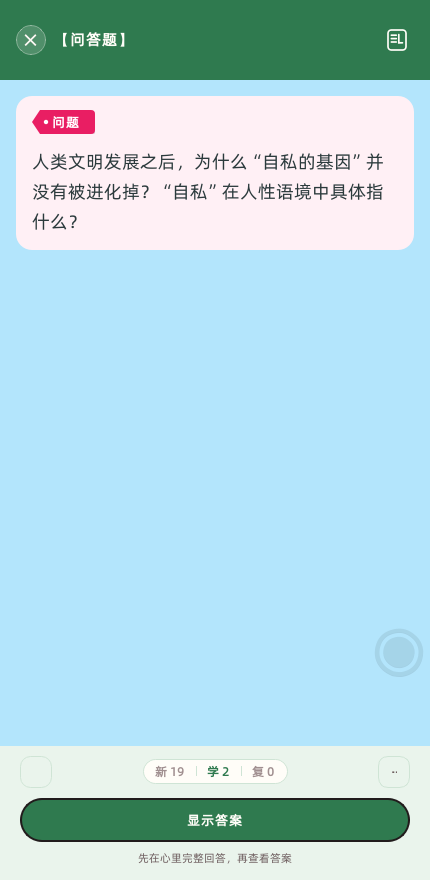 【问答题】
• 问题
人类文明发展之后，为什么“自私的基因”并
没有被进化掉？“自私”在人性语境中具体指
什么？
新 19 | 学 2 | 复 0
显示答案
先在心里完整回答，再查看答案